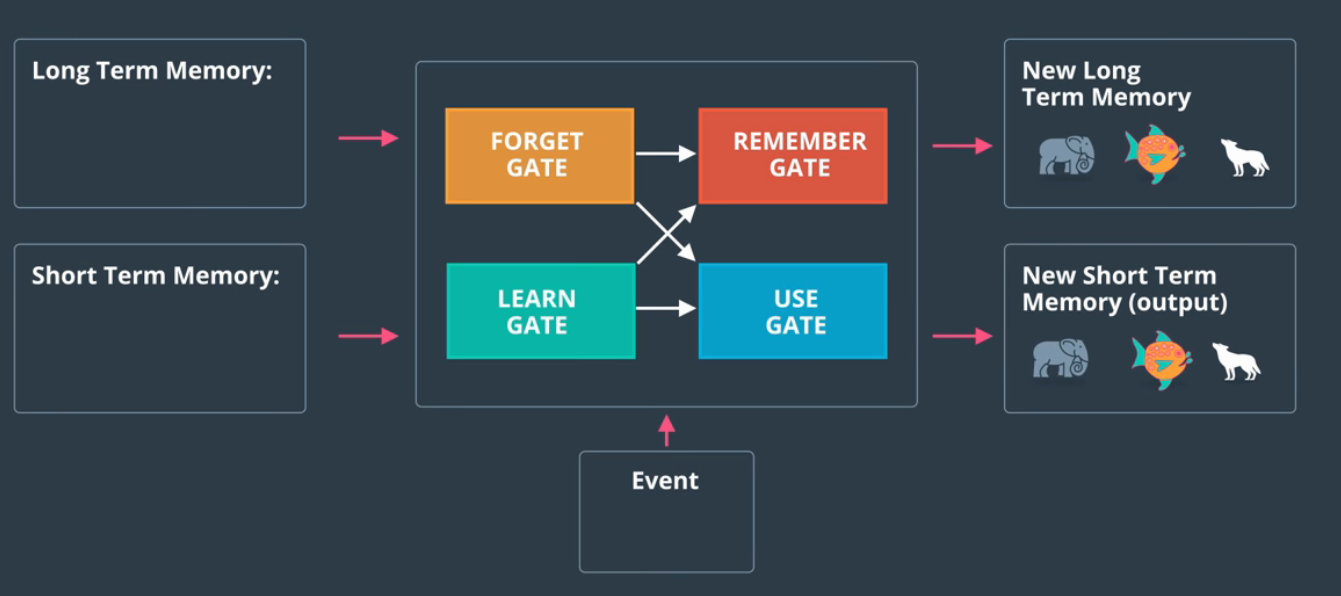 Long Term Memory:
Short Term Memory:
FORGET
GATE
REMEMBER
GATE
LEARN
GATE
USE
GATE
Event
New Long
Term Memory
New Short Term
Memory (output)